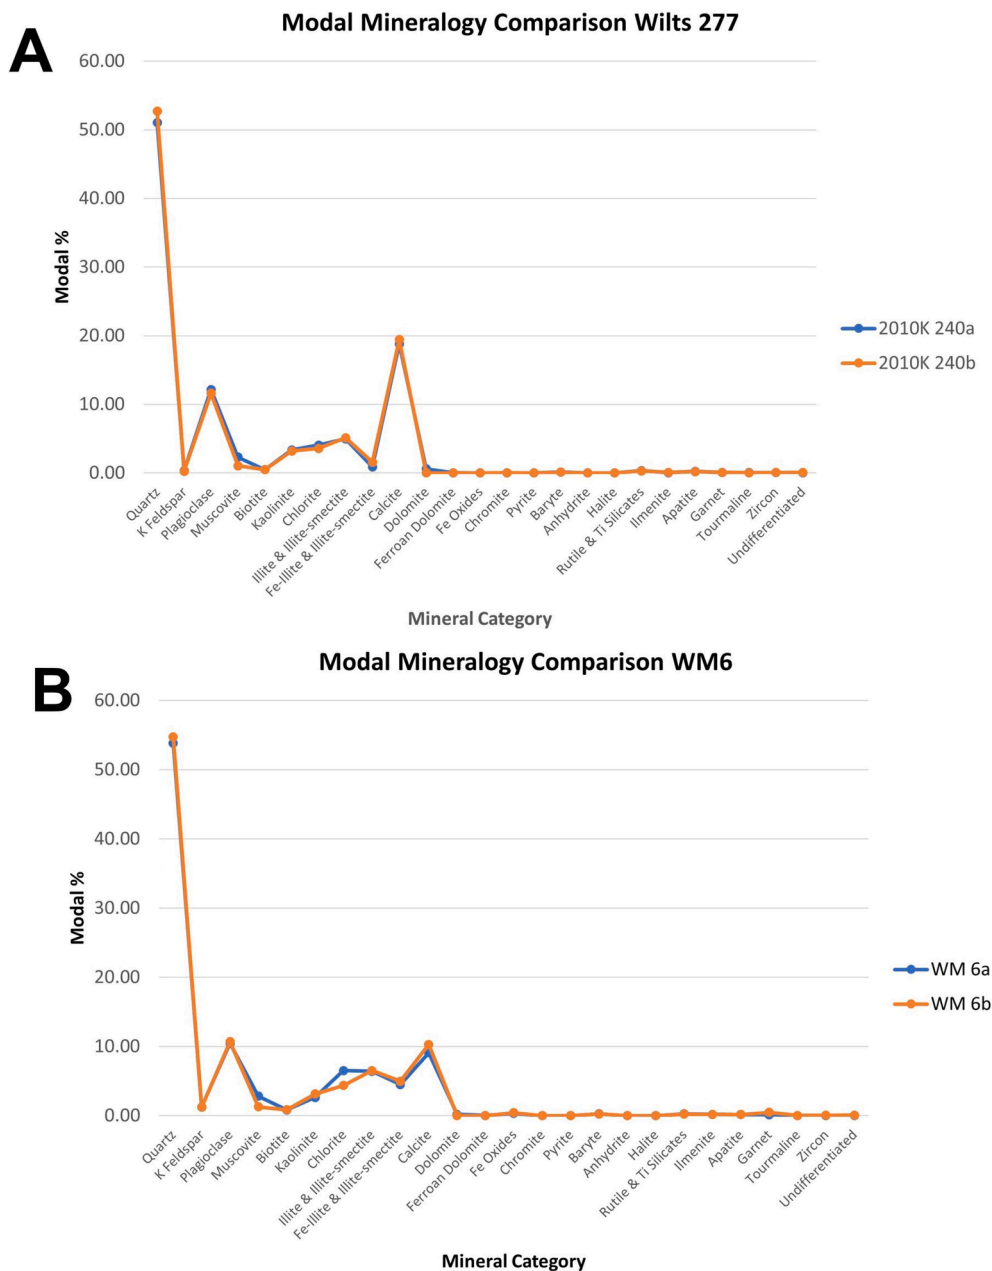 A
Modal Mineralogy Comparison Wilts 277
60.00
50.00
40.00
30.00
20.00
10.00
0.00
Modal %
Quartz
K Feldspar
Plagioclase
Muscovite
Biotite
Kaolinite
Chlorite
Illite & Illite-smectite
Fe-Illite & Illite-smectite
Calcite
Dolomite
Ferroan Dolomite
Fe Oxides
Chromite
Pyrite
Baryte
Anhydrite
Halite
Rutile & Ti Silicates
Ilmenite
Apatite
Garnet
Tourmaline
Zircon
Undifferentiated
Mineral Category
2010K 240a
2010K 240b
B
Modal Mineralogy Comparison WM6
60.00
50.00
40.00
30.00
20.00
10.00
0.00
Modal %
Quartz
K Feldspar
Plagioclase
Muscovite
Biotite
Kaolinite
Chlorite
Illite & Illite-smectite
Fe-Illite & Illite-smectite
Calcite
Dolomite
Ferroan Dolomite
Fe Oxides
Chromite
Pyrite
Baryte
Anhydrite
Halite
Rutile & Ti Silicates
Ilmenite
Apatite
Garnet
Tourmaline
Zircon
Undifferentiated
Mineral Category
WM 6a
WM 6b